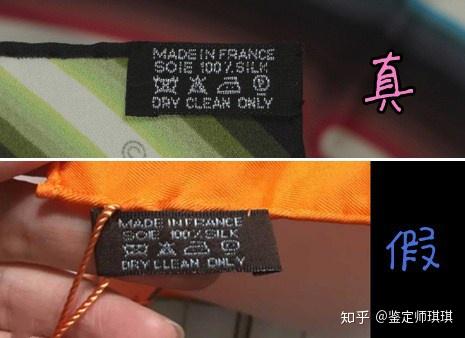 MADE IN FRANCE
SOIE 100% SILK
P
DRY CLEAN ONLY
真
©
MADE IN FRANCE
SOIE 100% SILK
P
DRY CLEAN ONLY
假
知乎 @鉴定师琪琪